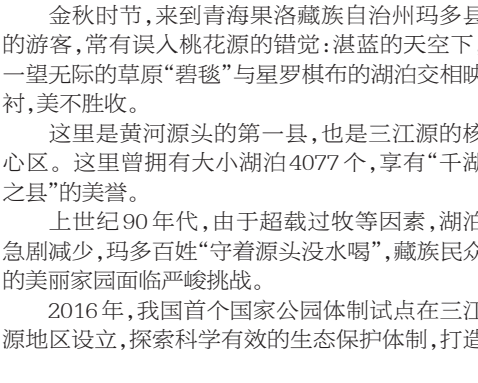 金秋时节,来到青海果洛藏族自治州玛多县
的游客,常有误入桃花源的错觉:湛蓝的天空下,
一望无际的草原“碧毯”与星罗棋布的湖泊交相映
衬,美不胜收。
这里是黄河源头的第一县,也是三江源的核
心区。这里曾拥有大小湖泊4077个,享有“千湖
之县”的美誉。
上世纪90年代,由于超载过牧等因素,湖泊
急剧减少,玛多百姓“守着源头没水喝”,藏族民众
的美丽家园面临严峻挑战。
2016年,我国首个国家公园体制试点在三江
源地区设立,探索科学有效的生态保护体制,打造